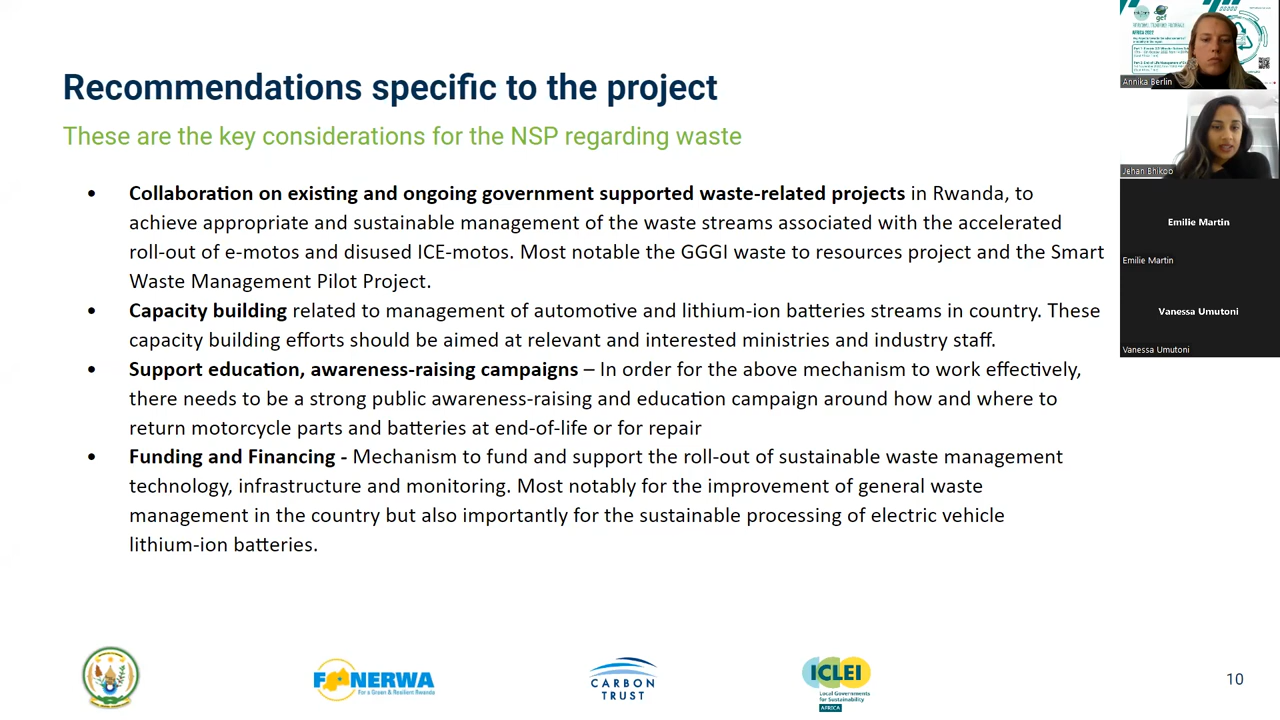 Recommendations specific to the project
These are the key considerations for the NSP regarding waste
• Collaboration on existing and ongoing government supported waste-related projects in Rwanda, to
achieve appropriate and sustainable management of the waste streams associated with the accelerated
roll-out of e-motos and disused ICE-motos. Most notable the GGGI waste to resources project and the Smart
Waste Management Pilot Project.
• Capacity building related to management of automotive and lithium-ion batteries streams in country. These
capacity building efforts should be aimed at relevant and interested ministries and industry staff.
• Support education, awareness-raising campaigns – In order for the above mechanism to work effectively,
there needs to be a strong public awareness-raising and education campaign around how and where to
return motorcycle parts and batteries at end-of-life or for repair
• Funding and Financing - Mechanism to fund and support the roll-out of sustainable waste management
technology, infrastructure and monitoring. Most notably for the improvement of general waste
management in the country but also importantly for the sustainable processing of electric vehicle
lithium-ion batteries.
FONERWA
For a Green & Resilient Rwanda
CARBON
TRUST
ICLEI
Local Governments
for Sustainability
AFRICA
10
gef
AFRICA 2022
Annika Berlin
Jehan Bhikoo
Emilie Martin
Emilie Martin
Vanessa Umutoni
Vanessa Umutoni